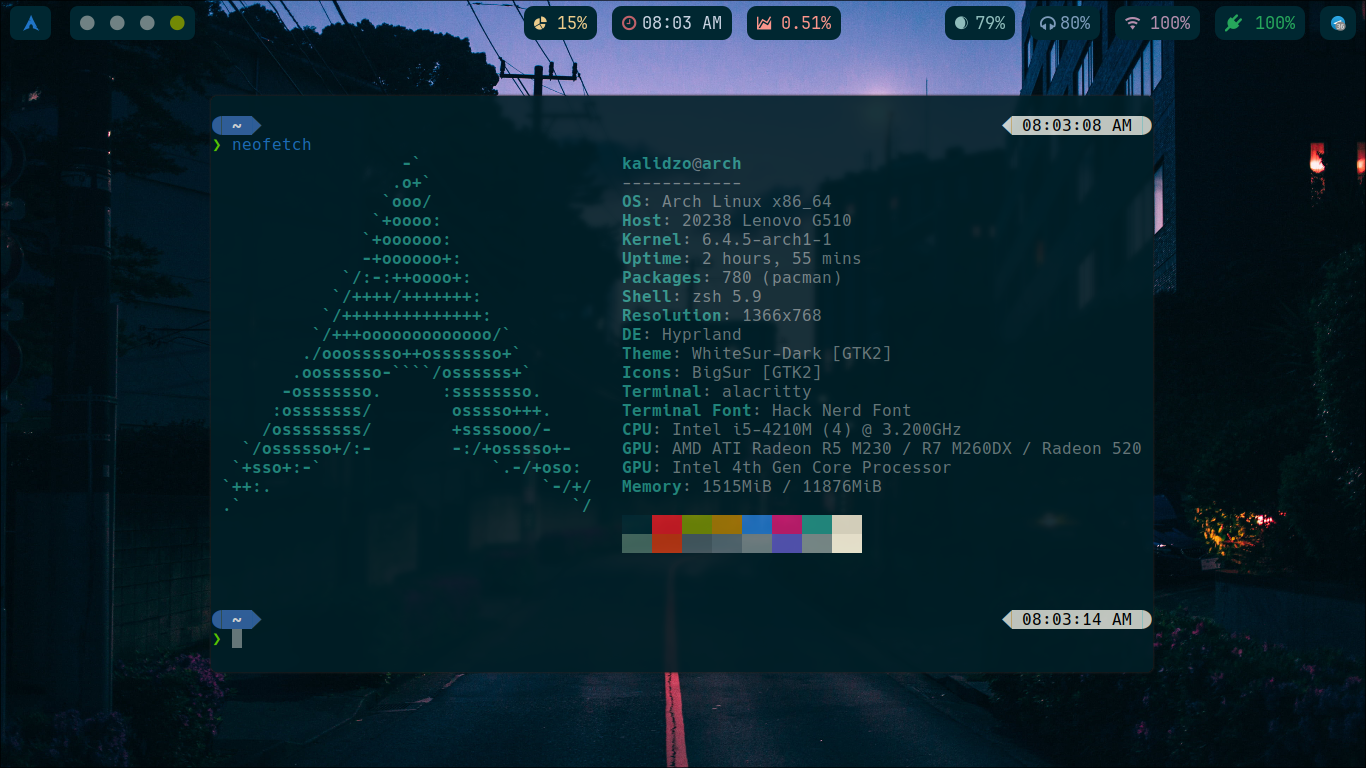 15% 08:03 AM 0.51% 79% 80% 100% 100%
~ 08:03:08 AM
❯ neofetch
-` kalidzo@arch
.o+` ------------
`ooo/ OS: Arch Linux x86_64
`+oooo: Host: 20238 Lenovo G510
`+oooooo: Kernel: 6.4.5-arch1-1
-+oooooo+: Uptime: 2 hours, 55 mins
`/:-:++oooo+: Packages: 780 (pacman)
`/++++/+++++++: Shell: zsh 5.9
`/++++++++++++++: Resolution: 1366x768
`/+++ooooooooooooo/` DE: Hyprland
./ooosssso++osssssso+` Theme: WhiteSur-Dark [GTK2]
.oossssso-````/ossssss+` Icons: BigSur [GTK2]
-osssssso. :ssssssso. Terminal: alacritty
:osssssss/ osssso+++. Terminal Font: Hack Nerd Font
/ossssssss/ +ssssooo/- CPU: Intel i5-4210M (4) @ 3.200GHz
`/ossssso+/:- -:/+osssso+- GPU: AMD ATI Radeon R5 M230 / R7 M260DX / Radeon 520
`+sso+:-` `.-/+oso: GPU: Intel 4th Gen Core Processor
`++:. `-/+/ Memory: 1515MiB / 11876MiB
.` `/
~ 08:03:14 AM
❯